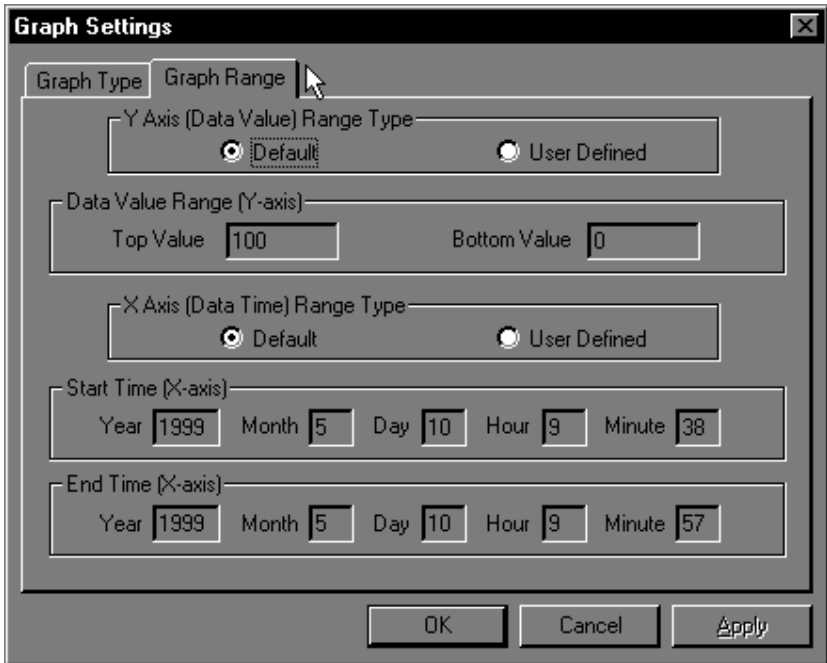 Graph Settings
Graph Type Graph Range
Y Axis (Data Value) Range Type
Default User Defined
Data Value Range (Y-axis)
Top Value 100 Bottom Value 0
X Axis (Data Time) Range Type
Default User Defined
Start Time (X-axis)
Year 1999 Month 5 Day 10 Hour 9 Minute 38
End Time (X-axis)
Year 1999 Month 5 Day 10 Hour 9 Minute 57
OK Cancel Apply